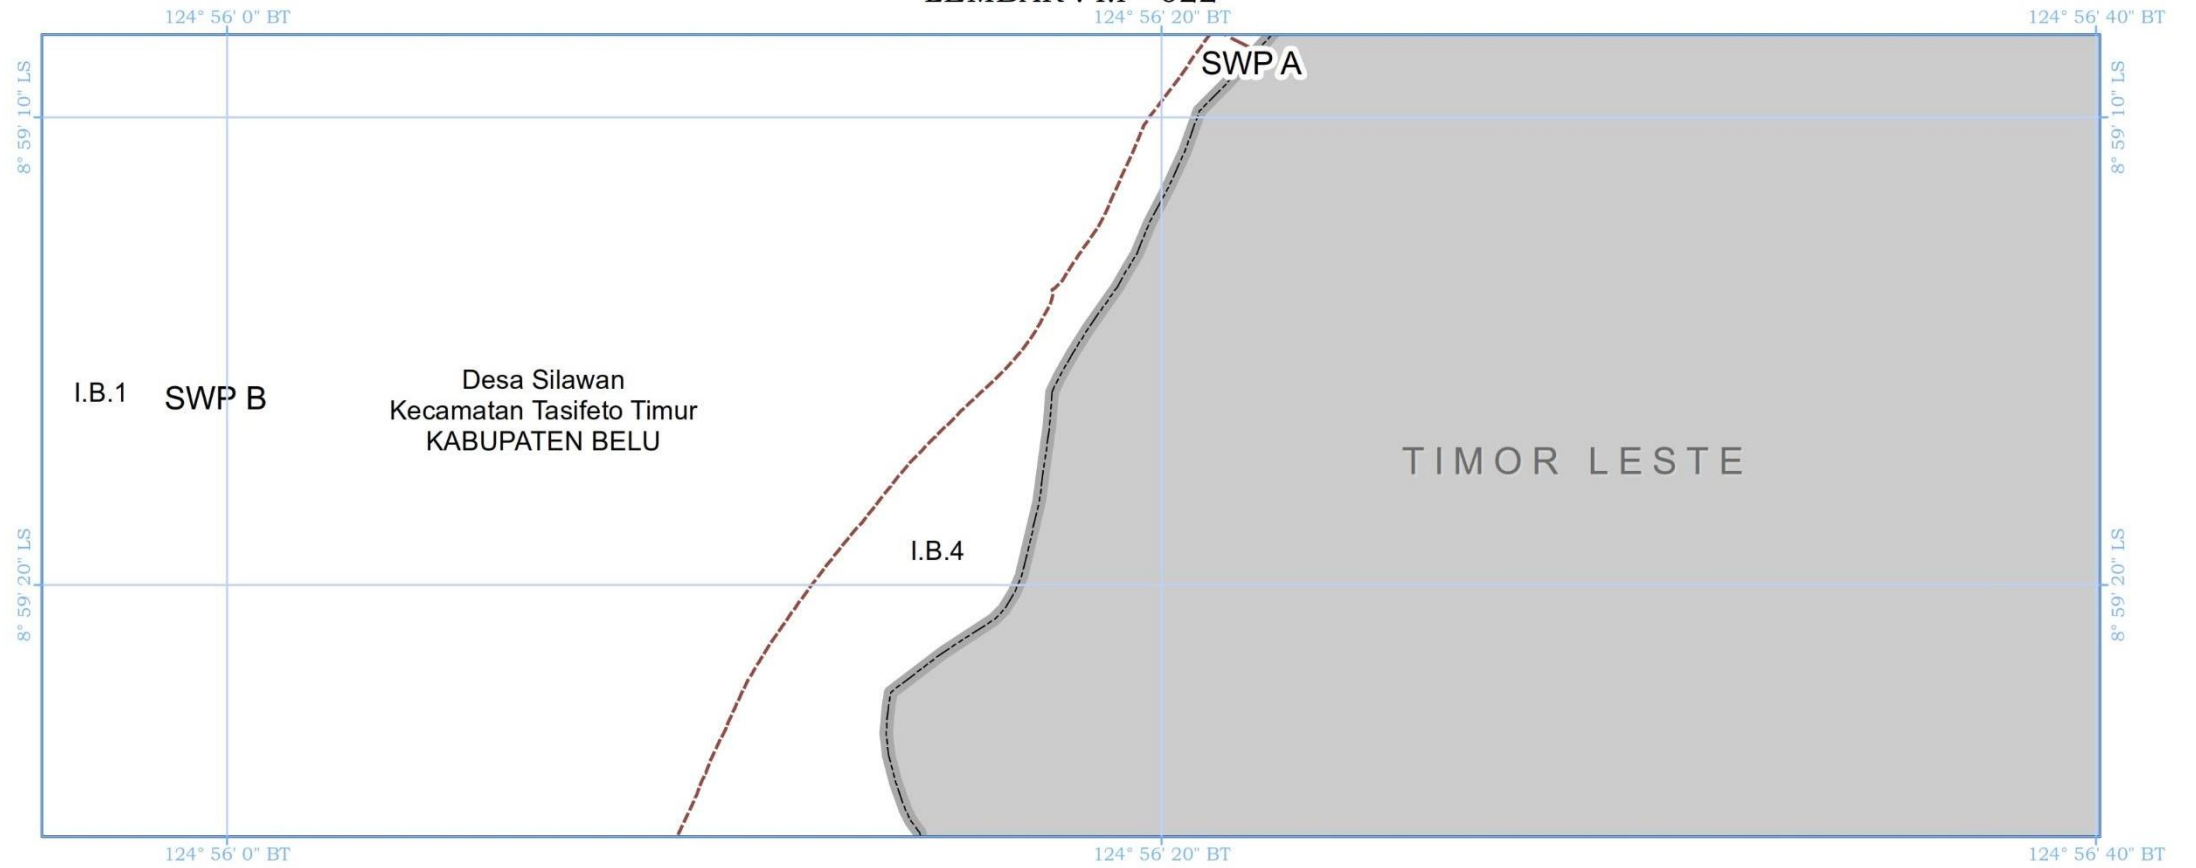 124° 56' 0" BT
124° 56' 20" BT
124° 56' 40" BT
8° 59' 10" LS
8° 59' 10" LS
SWP A
I.B.1
SWP B
Desa Silawan
Kecamatan Tasifeto Timur
KABUPATEN BELU
TIMOR LESTE
I.B.4
8° 59' 20" LS
8° 59' 20" LS
124° 56' 0" BT
124° 56' 20" BT
124° 56' 40" BT